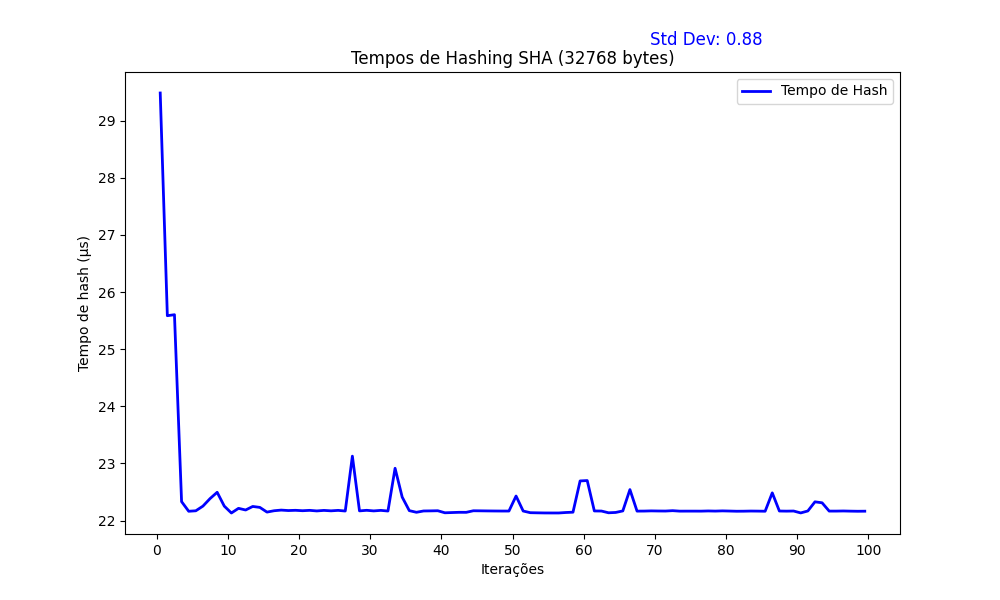 Std Dev: 0.88
Tempos de Hashing SHA (32768 bytes)
Tempo de Hash
Tempo de hash (µs)
29
28
27
26
25
24
23
22
0 10 20 30 40 50 60 70 80 90 100
Iterações